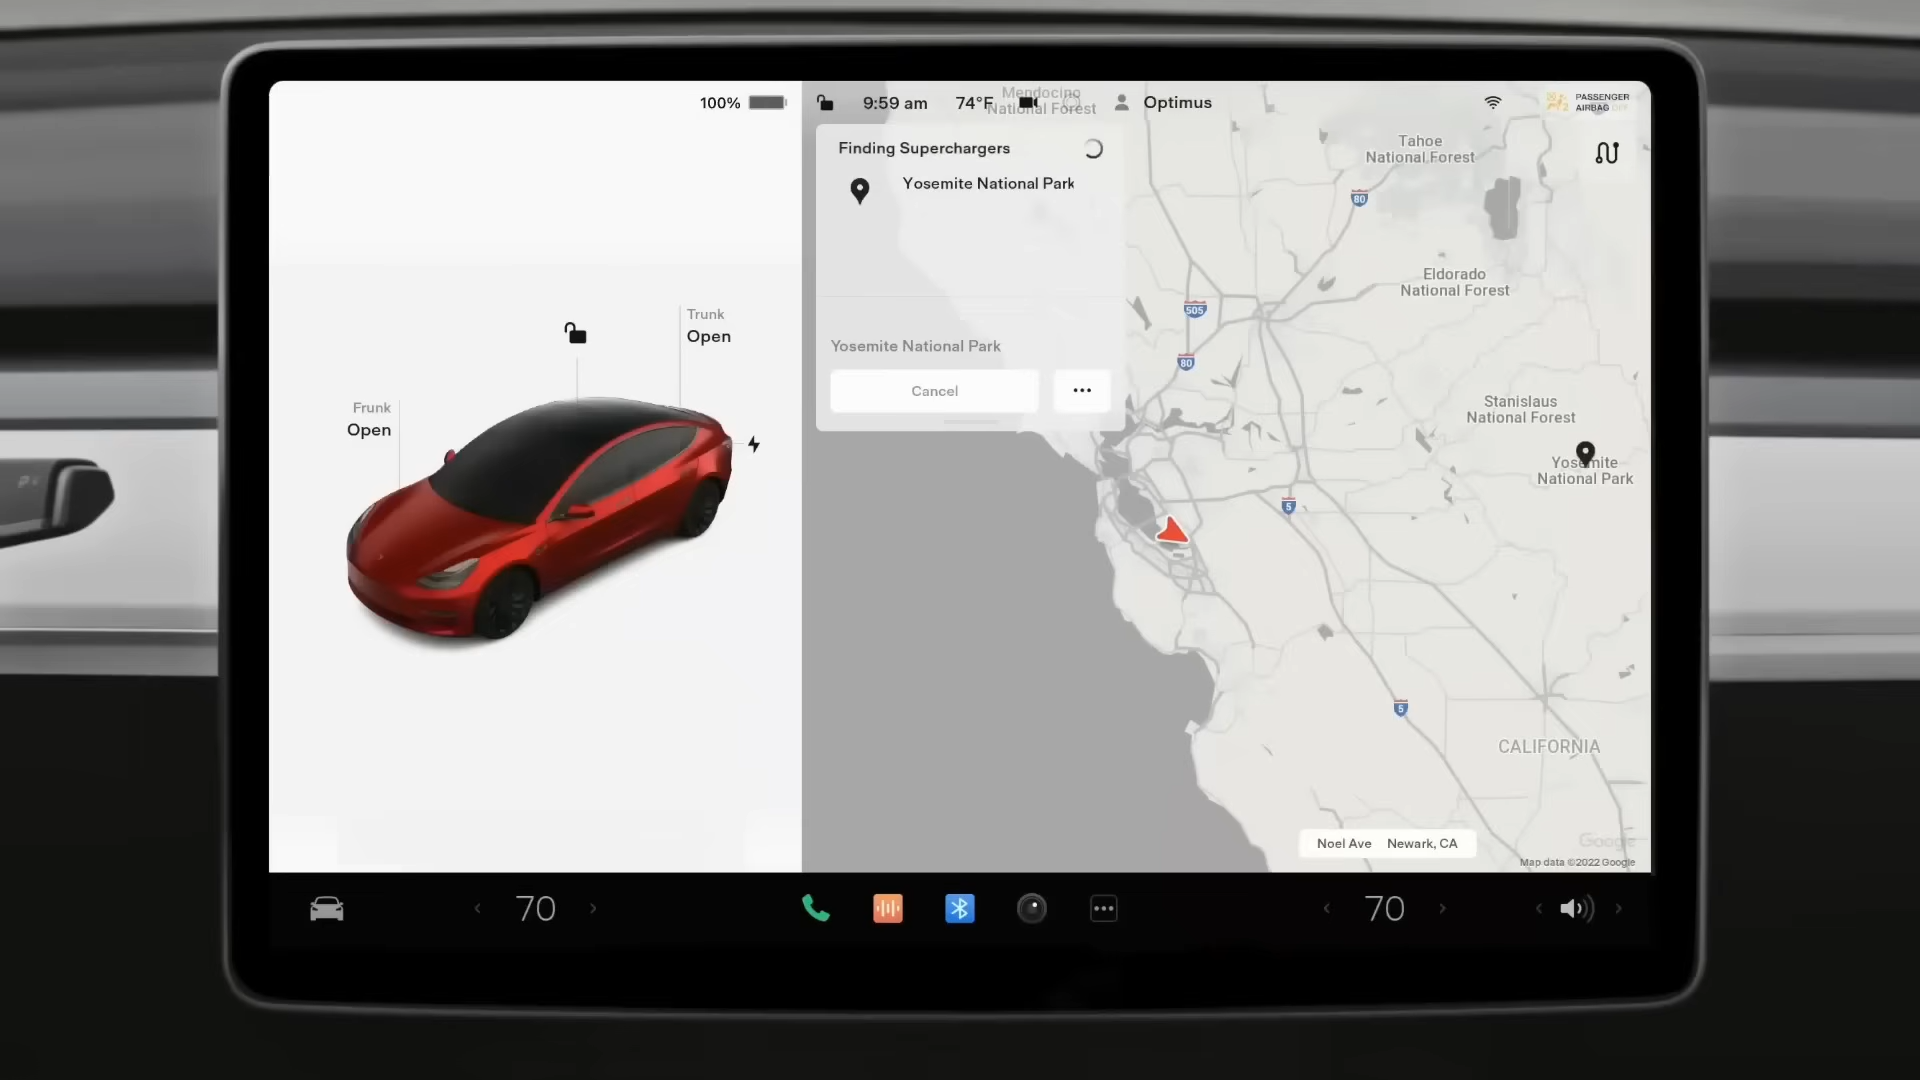 100%
9:59 am
74°F
Optimus
PASSENGER
AIRBAG
Mendocino
National Forest
Finding Superchargers
Yosemite National Park
Yosemite National Park
Cancel
Trunk
Open
Frunk
Open
Tahoe
National Forest
80
Eldorado
National Forest
505
80
Stanislaus
National Forest
Yosemite
National Park
5
5
CALIFORNIA
Noel Ave Newark, CA
Google
Map data ©2022 Google
70
70